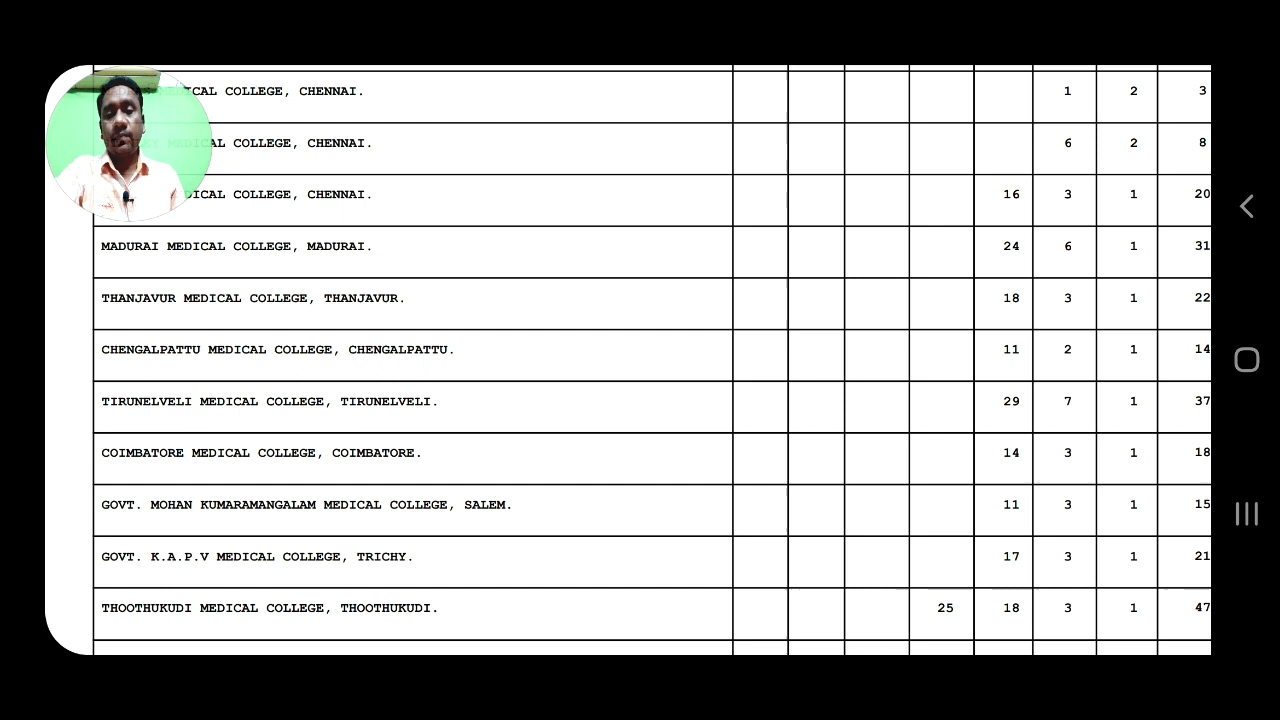 COLLEGE, CHENNAI. 1 2 3
MEDICAL COLLEGE, CHENNAI. 6 2 8
COLLEGE, CHENNAI. 16 3 1 20
MADURAI MEDICAL COLLEGE, MADURAI. 24 6 1 31
THANJAVUR MEDICAL COLLEGE, THANJAVUR. 18 3 1 22
CHENGALPATTU MEDICAL COLLEGE, CHENGALPATTU. 11 2 1 14
TIRUNELVELI MEDICAL COLLEGE, TIRUNELVELI. 29 7 1 37
COIMBATORE MEDICAL COLLEGE, COIMBATORE. 14 3 1 18
GOVT. MOHAN KUMARAMANGALAM MEDICAL COLLEGE, SALEM. 11 3 1 15
GOVT. K.A.P.V MEDICAL COLLEGE, TRICHY. 17 3 1 21
THOOTHUKUDI MEDICAL COLLEGE, THOOTHUKUDI. 25 18 3 1 47